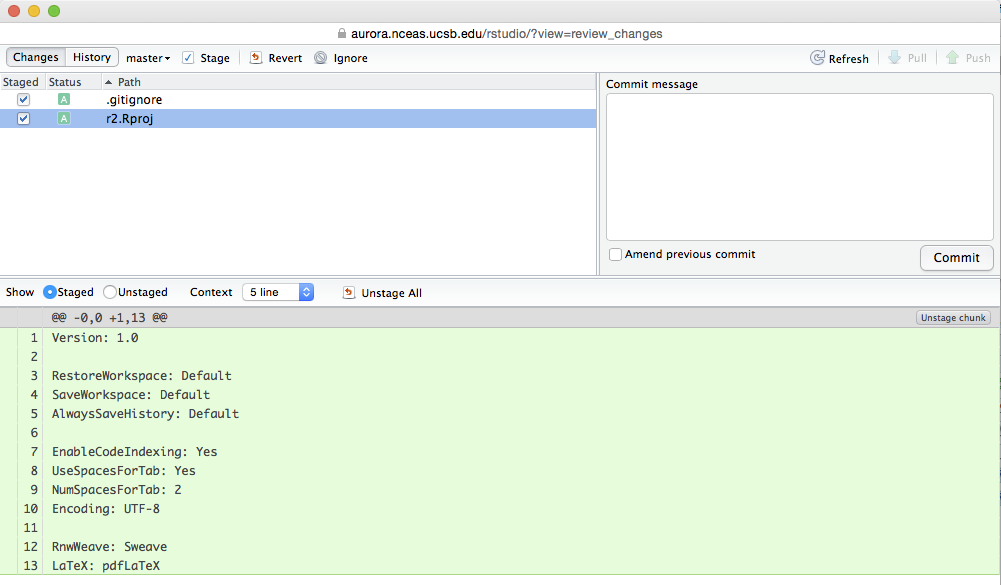 aurora.nceas.ucsb.edu/rstudio/?view=review_changes
Changes History master Stage Revert Ignore Refresh Pull Push
Staged Status Path
A .gitignore
A r2.Rproj
Commit message
Amend previous commit Commit
Show Staged Unstaged Context 5 line Unstage All
@@ -0,0 +1,13 @@ Unstage chunk
1 Version: 1.0
2
3 RestoreWorkspace: Default
4 SaveWorkspace: Default
5 AlwaysSaveHistory: Default
6
7 EnableCodeIndexing: Yes
8 UseSpacesForTab: Yes
9 NumSpacesForTab: 2
10 Encoding: UTF-8
11
12 RnwWeave: Sweave
13 LaTeX: pdfLaTeX